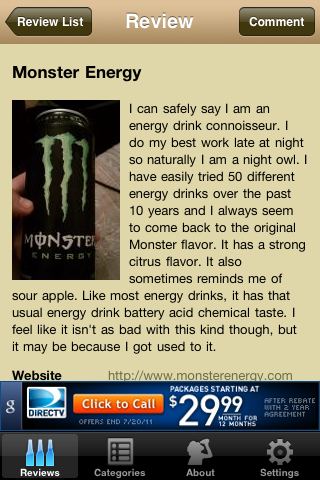 Review List
Review
Comment
Monster Energy
MONSTER
ENERGY
I can safely say I am an
energy drink connoisseur. I
do my best work late at night
so naturally I am a night owl. I
have easily tried 50 different
energy drinks over the past
10 years and I always seem
to come back to the original
Monster flavor. It has a strong
citrus flavor. It also
sometimes reminds me of
sour apple. Like most energy drinks, it has that
usual energy drink battery acid chemical taste. I
feel like it isn't as bad with this kind though, but
it may be because I got used to it.
Website http://www.monsterenergy.com
g
DIRECTV
Click to Call
OFFERS END 7/20/11
PACKAGES STARTING AT
$29.99
MONTH FOR
12 MONTHS
AFTER REBATE
WITH 2 YEAR
AGREEMENT
Reviews
Categories
About
Settings